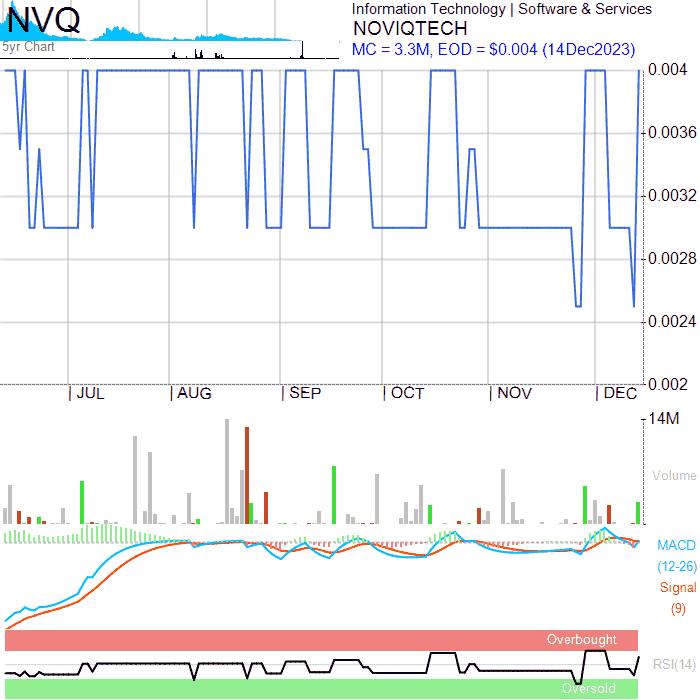 NVQ
5yr Chart
Information Technology | Software & Services
NOVIQTECH
MC = 3.3M, EOD = $0.004 (14Dec2023)
0.004
0.0036
0.0032
0.0028
0.0024
0.002
JUL
AUG
SEP
OCT
NOV
DEC
14M
Volume
MACD
(12-26)
Signal
(9)
Overbought
RSI(14)
Oversold